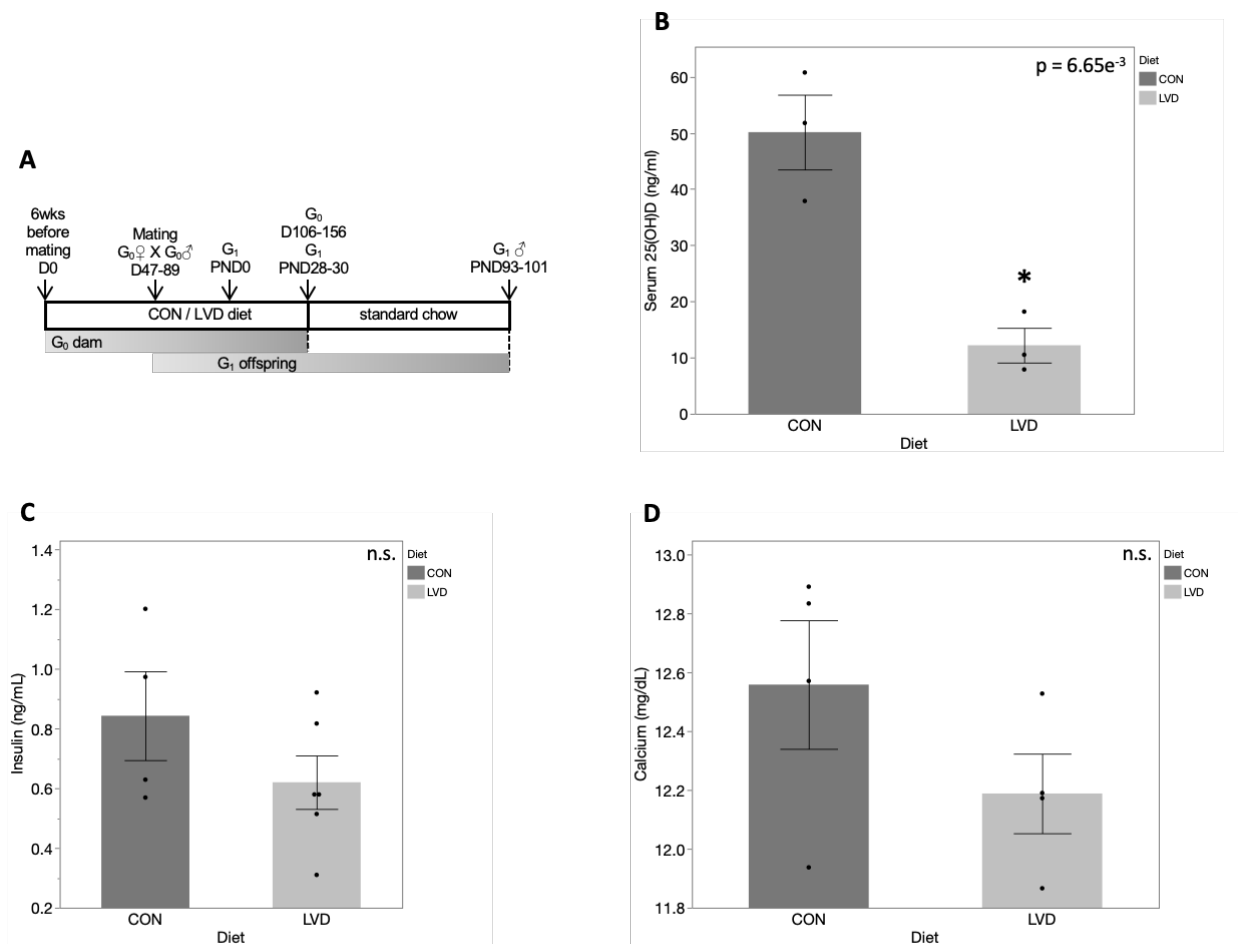 A
6wks
before
mating
D0
Mating
G₀♀ X G₀♂
D47-89
G₁
PND0
G₀
D106-156
G₁
PND28-30
G₁ ♂
PND93-101
CON / LVD diet
standard chow
G₀ dam
G₁ offspring
B
p = 6.65e⁻³
Diet
CON
LVD
Serum 25(OH)D (ng/ml)
60
50
40
30
20
10
0
*
CON
LVD
Diet
C
n.s.
Diet
CON
LVD
Insulin (ng/mL)
1.4
1.2
1.0
0.8
0.6
0.4
0.2
CON
LVD
Diet
D
n.s.
Diet
CON
LVD
Calcium (mg/dL)
13.0
12.8
12.6
12.4
12.2
12.0
11.8
CON
LVD
Diet